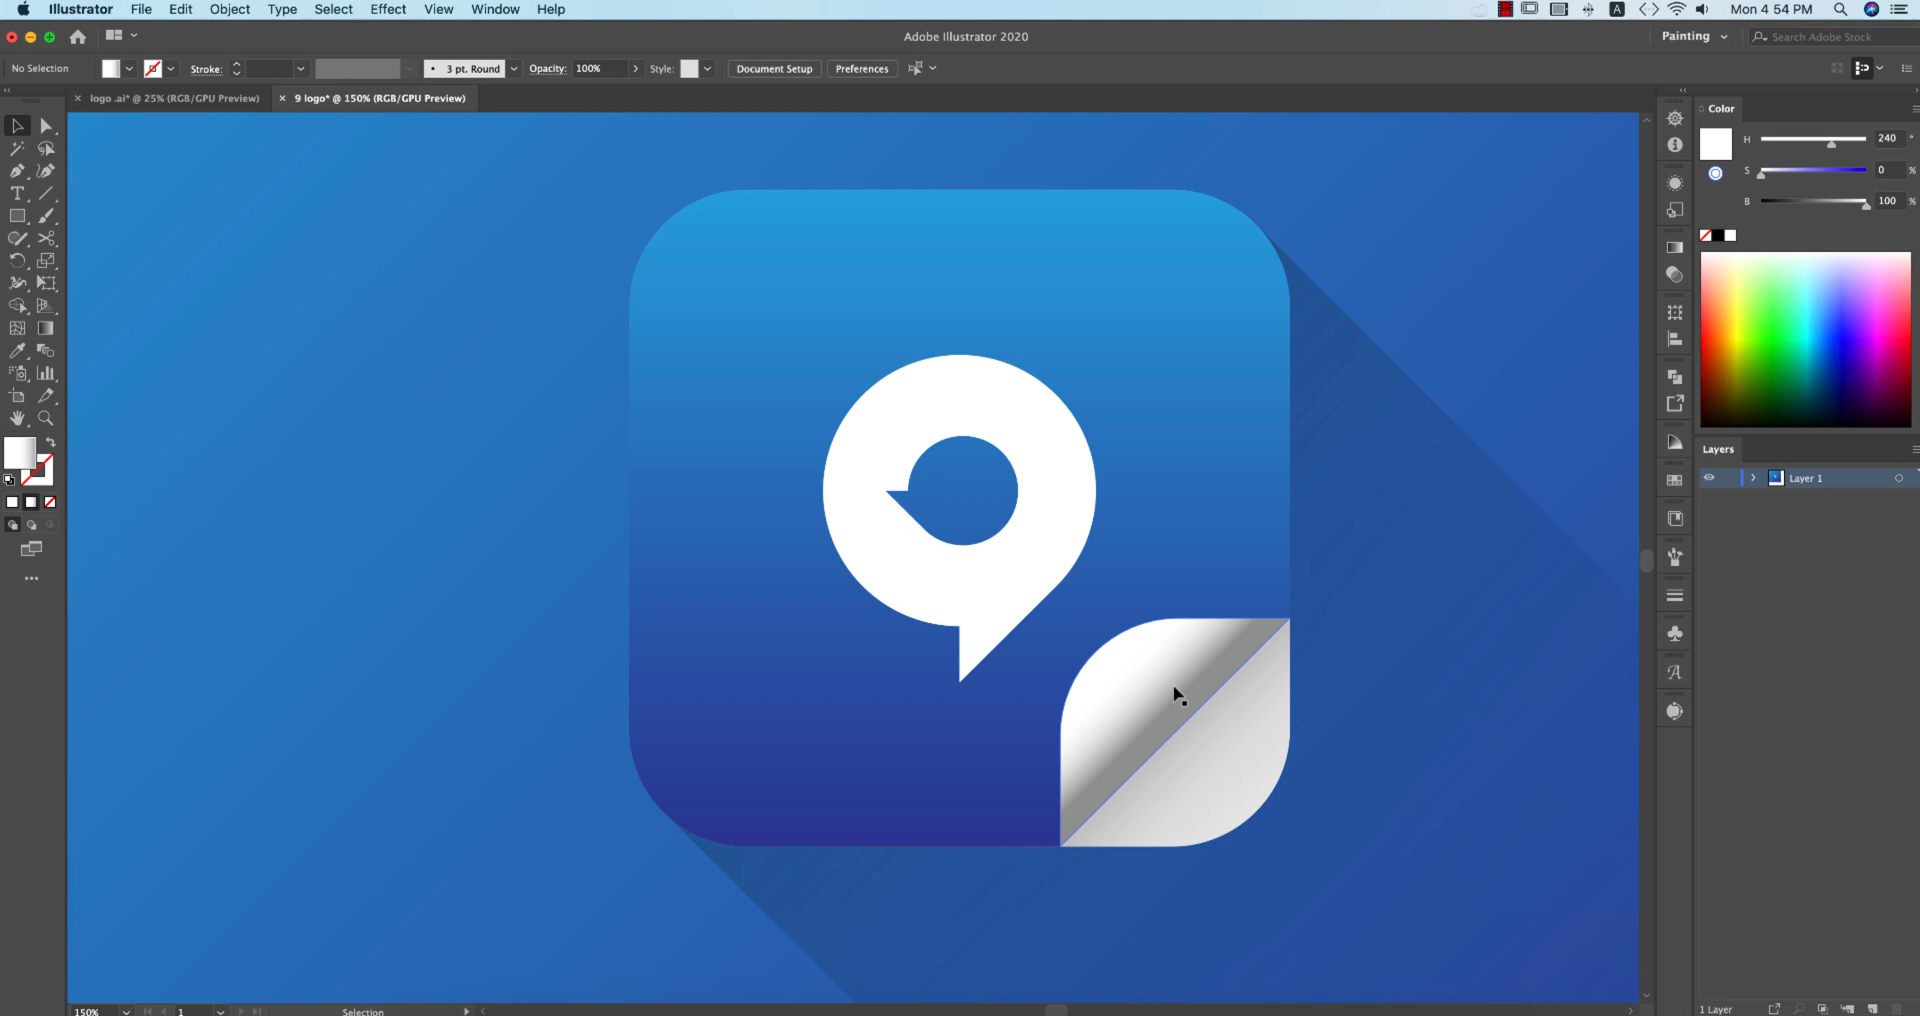 Illustrator File Edit Object Type Select Effect View Window Help A Mon 4 54 PM
Adobe Illustrator 2020 Painting Search Adobe Stock
No Selection Stroke: 3 pt. Round Opacity: 100% Style: Document Setup Preferences
logo .ai* @ 25% (RGB/GPU Preview) 9 logo* @ 150% (RGB/GPU Preview)
Color
H 240 °
S 0 %
B 100 %
Layers
Layer 1
150% 1 Selection 1 Layer